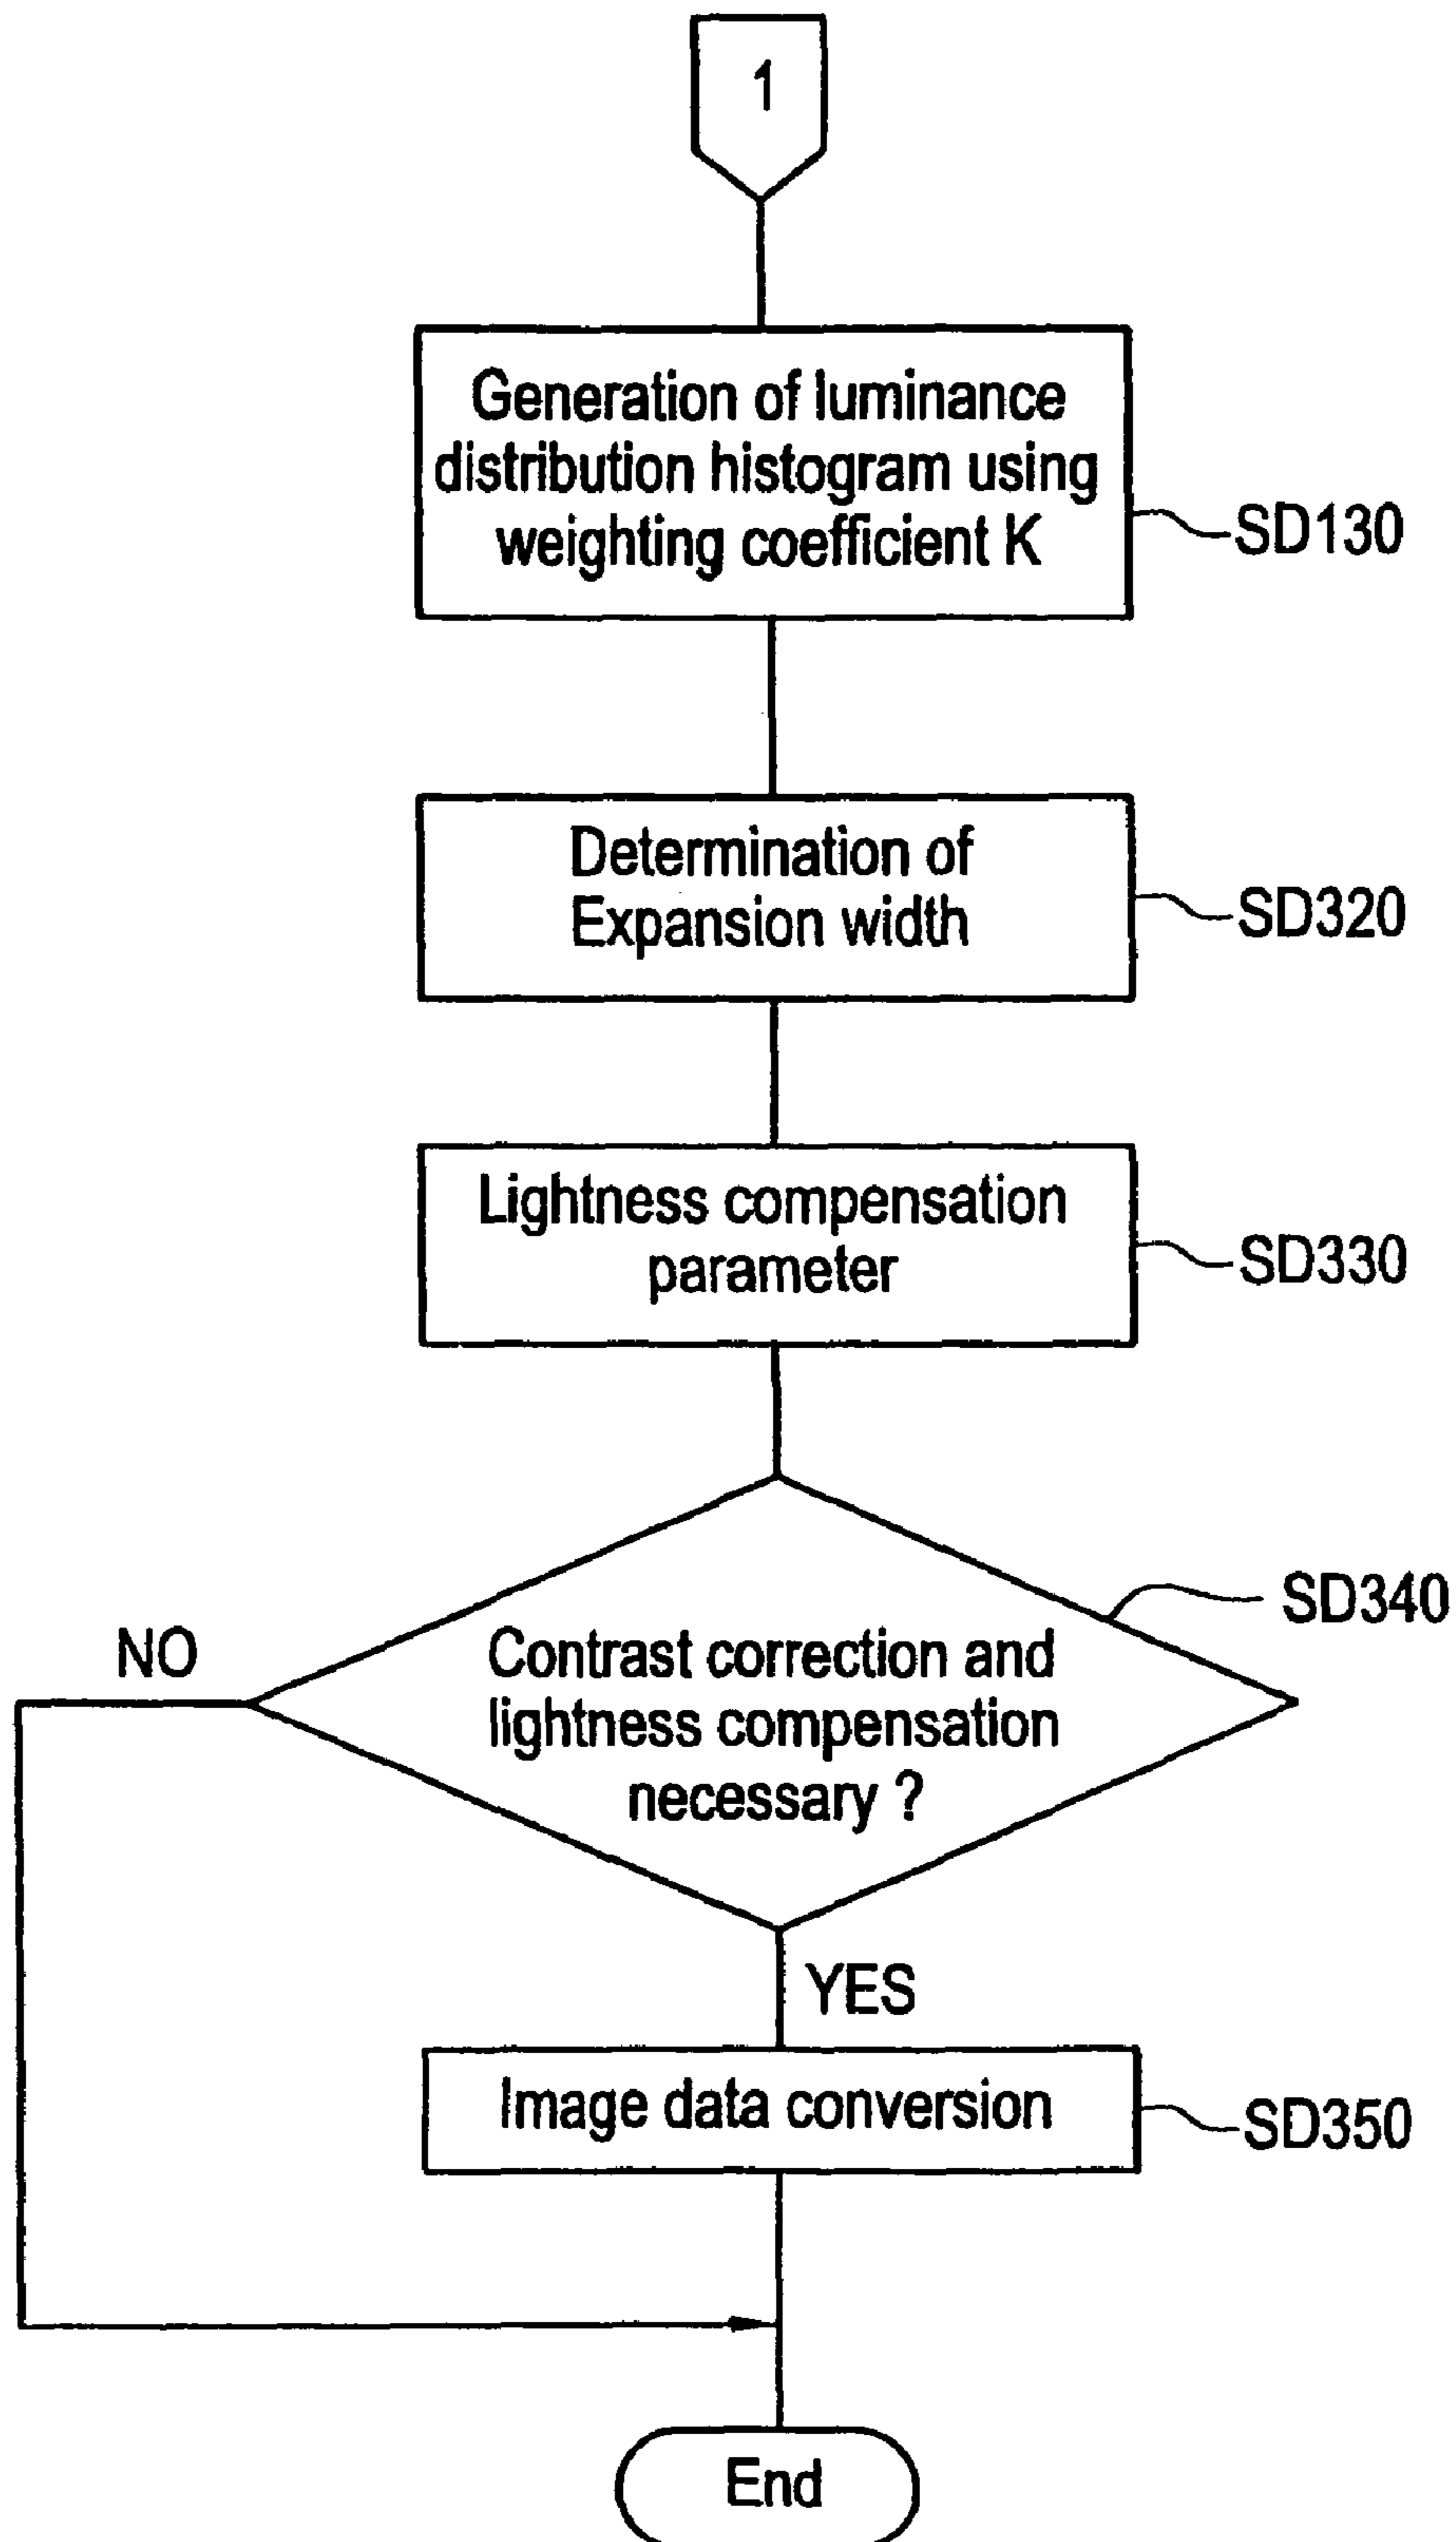 1
Generation of luminance
distribution histogram using
weighting coefficient K
SD130
Determination of
Expansion width
SD320
Lightness compensation
parameter
SD330
SD340
NO
Contrast correction and
lightness compensation
necessary ?
YES
Image data conversion
SD350
End